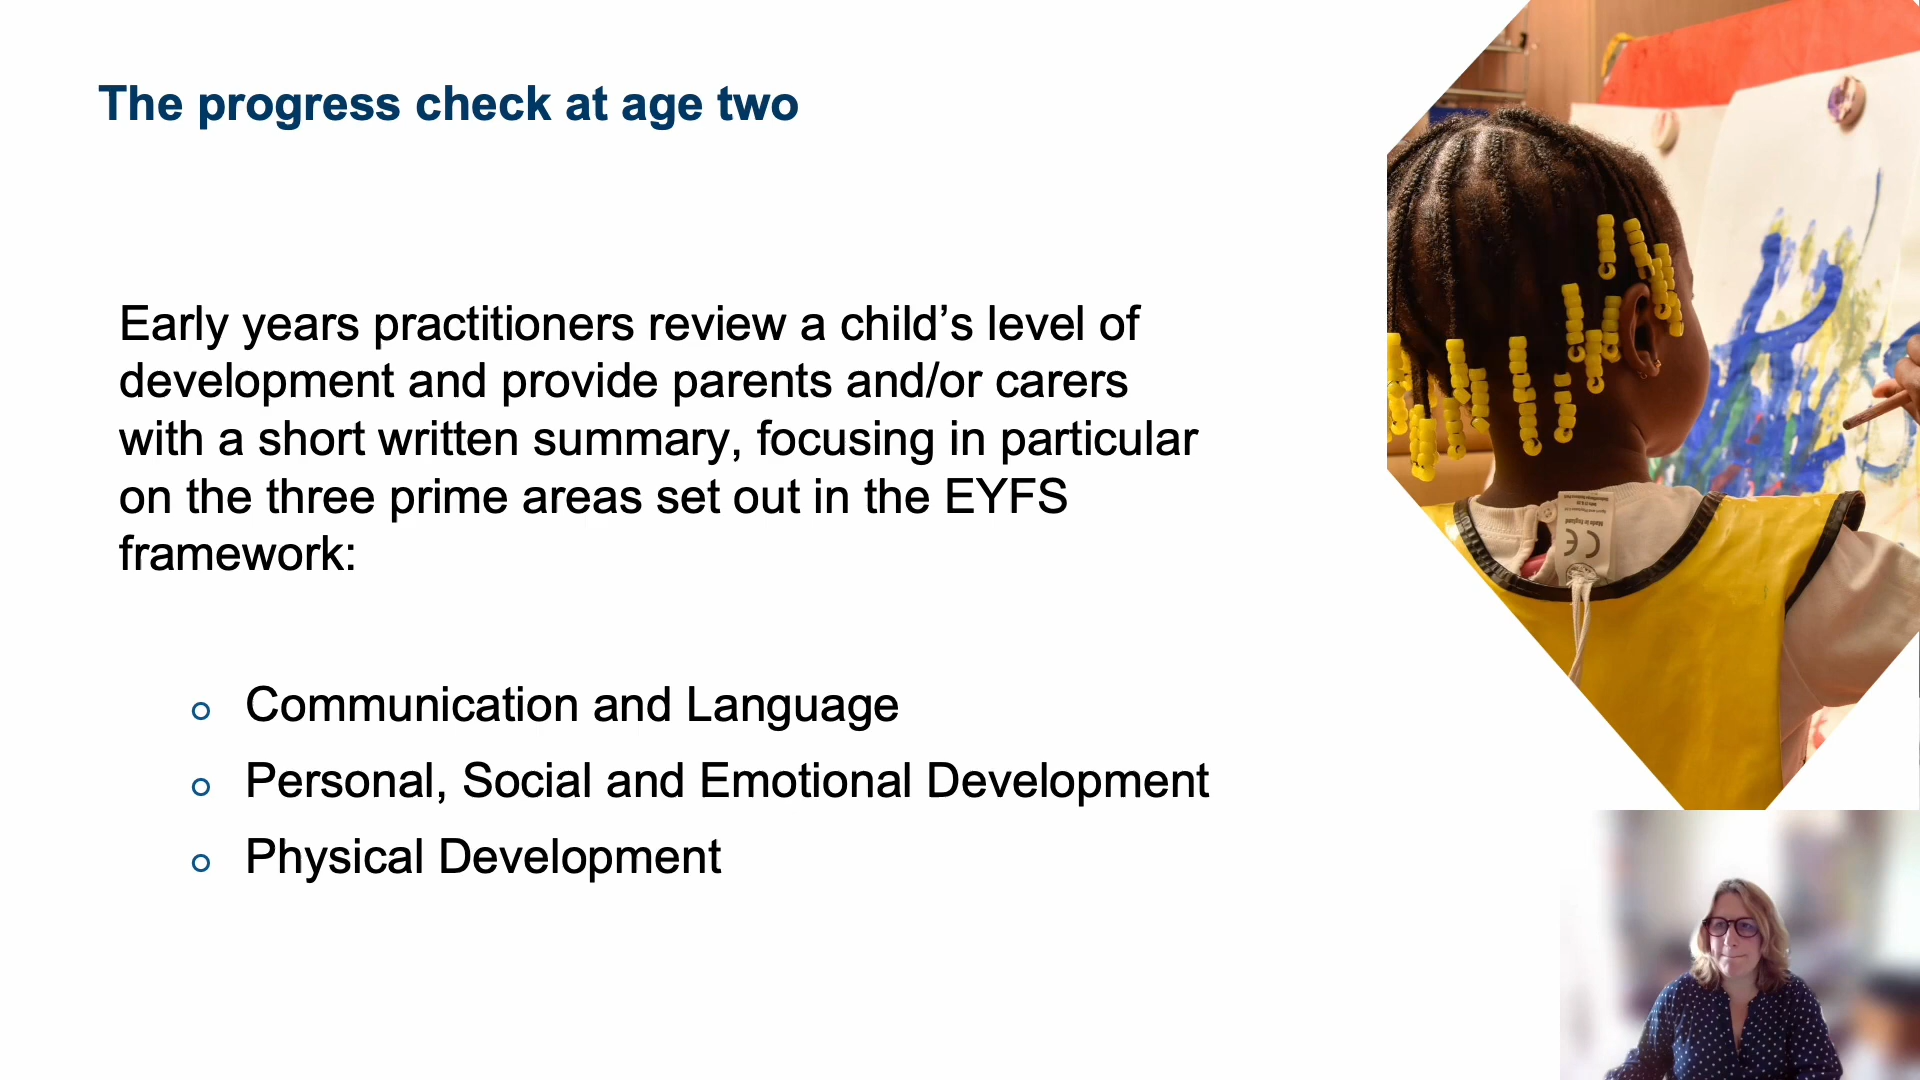 The progress check at age two
Early years practitioners review a child’s level of
development and provide parents and/or carers
with a short written summary, focusing in particular
on the three prime areas set out in the EYFS
framework:
Communication and Language
Personal, Social and Emotional Development
Physical Development
CE